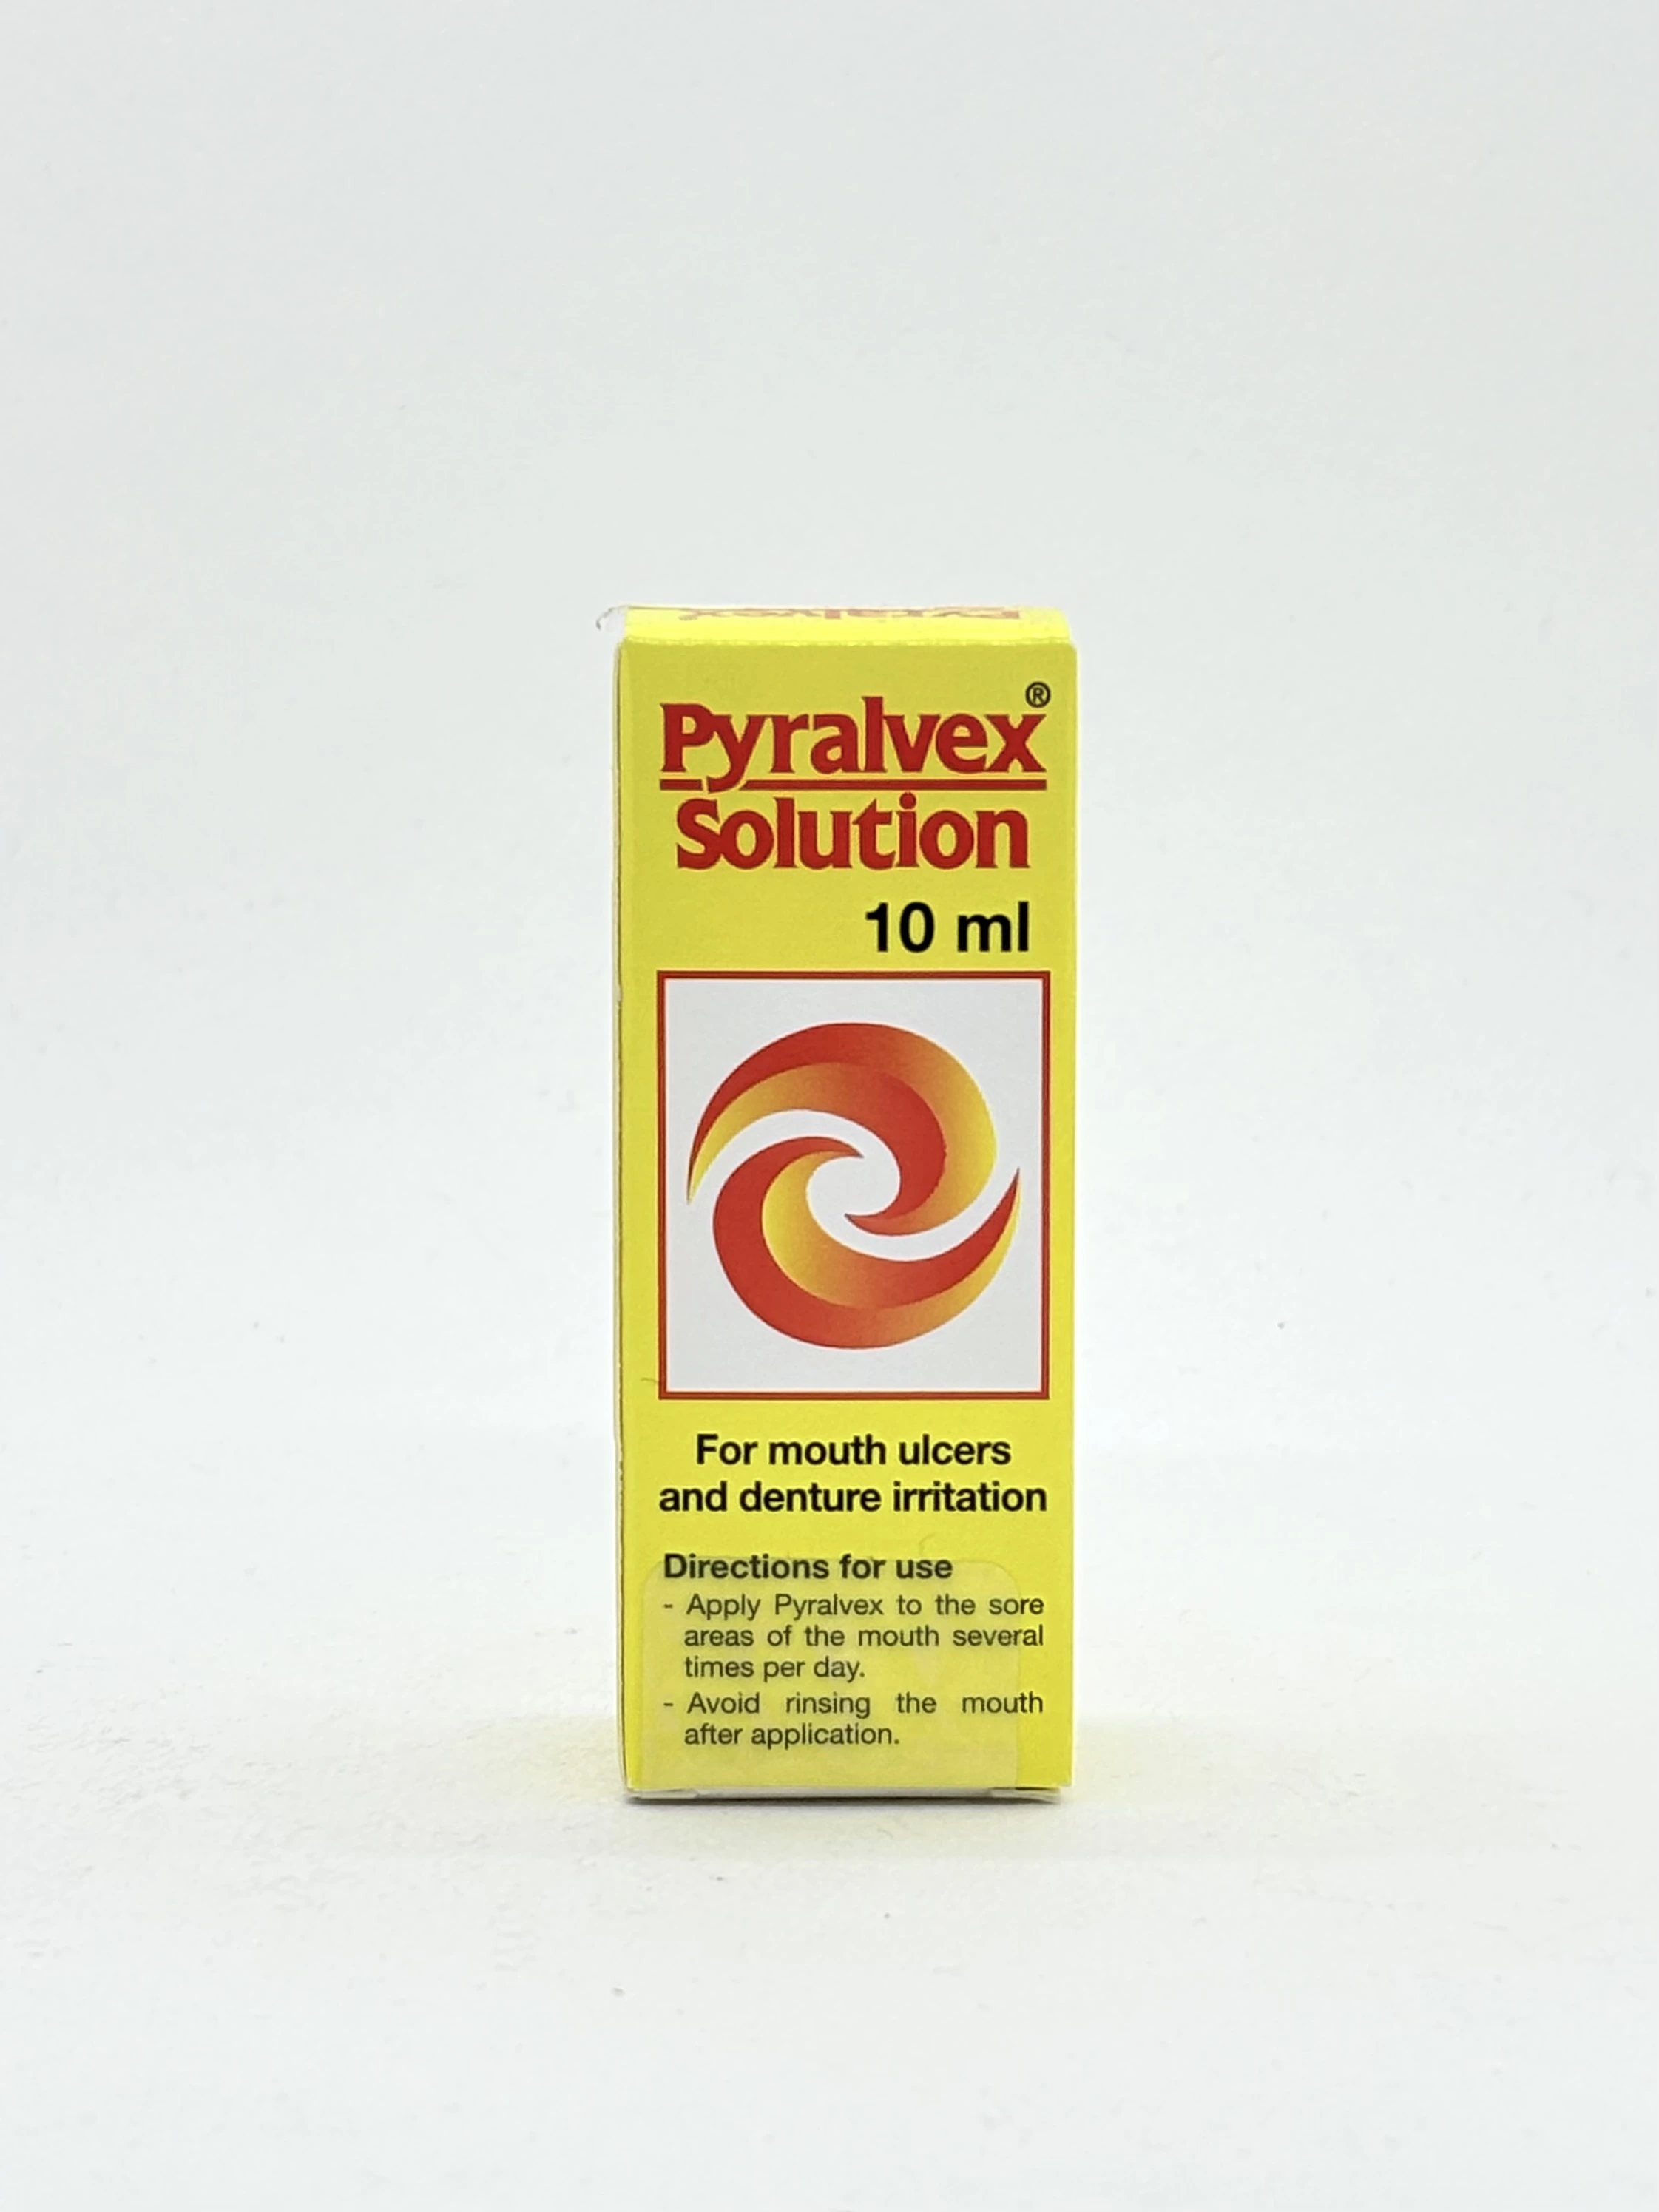 Pyralvex®
Solution
10 ml
For mouth ulcers
and denture irritation
Directions for use
- Apply Pyralvex to the sore
areas of the mouth several
times per day.
- Avoid rinsing the mouth
after application.